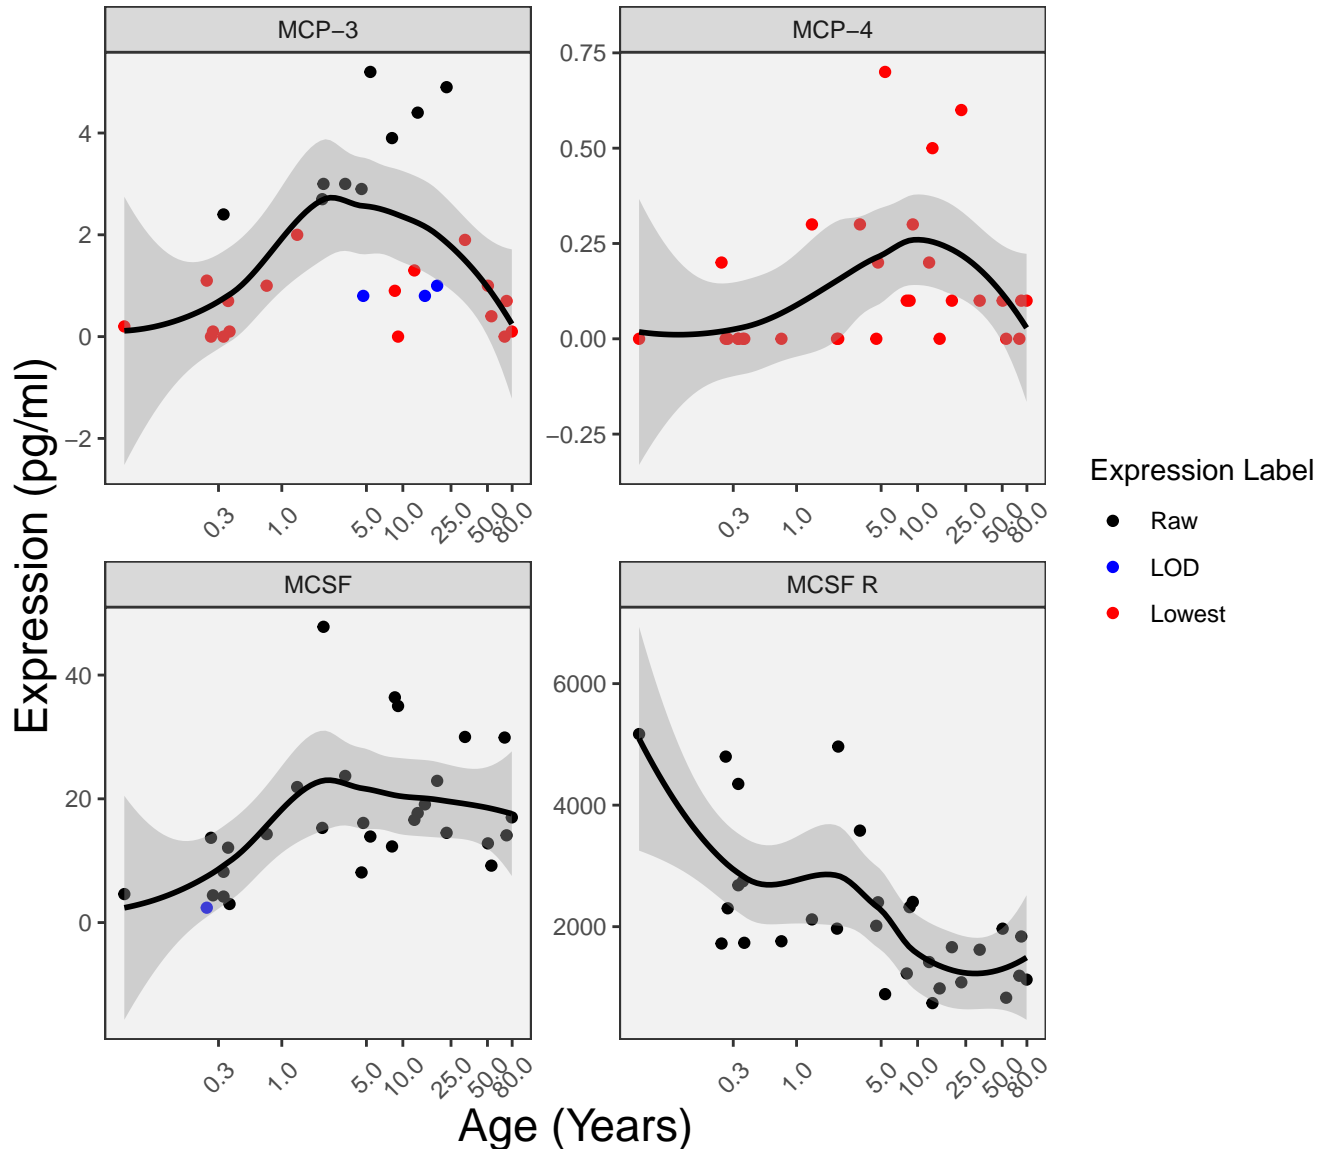 MCP−3
MCP−4
4
2
0
−2
0.75
0.50
0.25
0.00
−0.25
0.3 1.0 5.0 10.0 25.0 50.0 80.0
0.3 1.0 5.0 10.0 25.0 50.0 80.0
MCSF
MCSF R
40
20
0
6000
4000
2000
0.3 1.0 5.0 10.0 25.0 50.0 80.0
0.3 1.0 5.0 10.0 25.0 50.0 80.0
Expression (pg/ml)
Age (Years)
Expression Label
Raw
LOD
Lowest